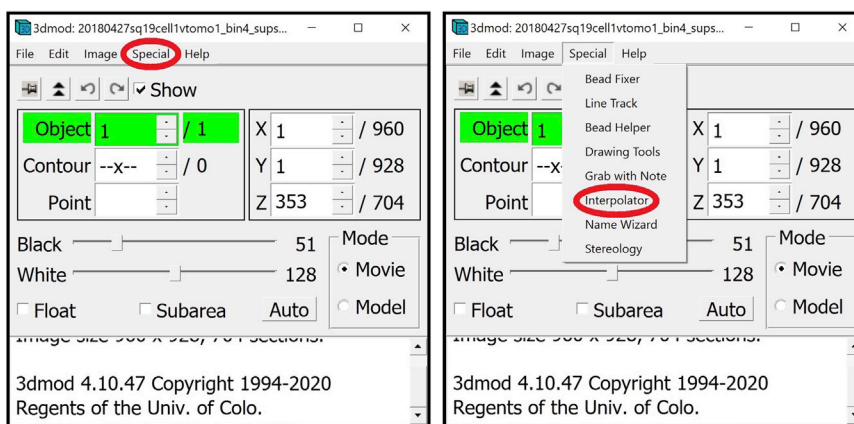 3dmod: 20180427sq19cell1vtomo1_bin4_sups...
File Edit Image Special Help
Show
Object 1 / 1
X 1 / 960
Contour --x-- / 0
Y 1 / 928
Point
Z 353 / 704
Black 51
Mode
White 128
Movie
Float Subarea Auto
Model
3dmod 4.10.47 Copyright 1994-2020
Regents of the Univ. of Colo.
3dmod: 20180427sq19cell1vtomo1_bin4_sups...
File Edit Image Special Help
Bead Fixer
Line Track
Bead Helper
Drawing Tools
Grab with Note
Interpolator
Name Wizard
Stereology
Object 1
X 1 / 960
Contour --x
Y 1 / 928
Point
Z 353 / 704
Black 51
Mode
White 128
Movie
Float Subarea Auto
Model
3dmod 4.10.47 Copyright 1994-2020
Regents of the Univ. of Colo.